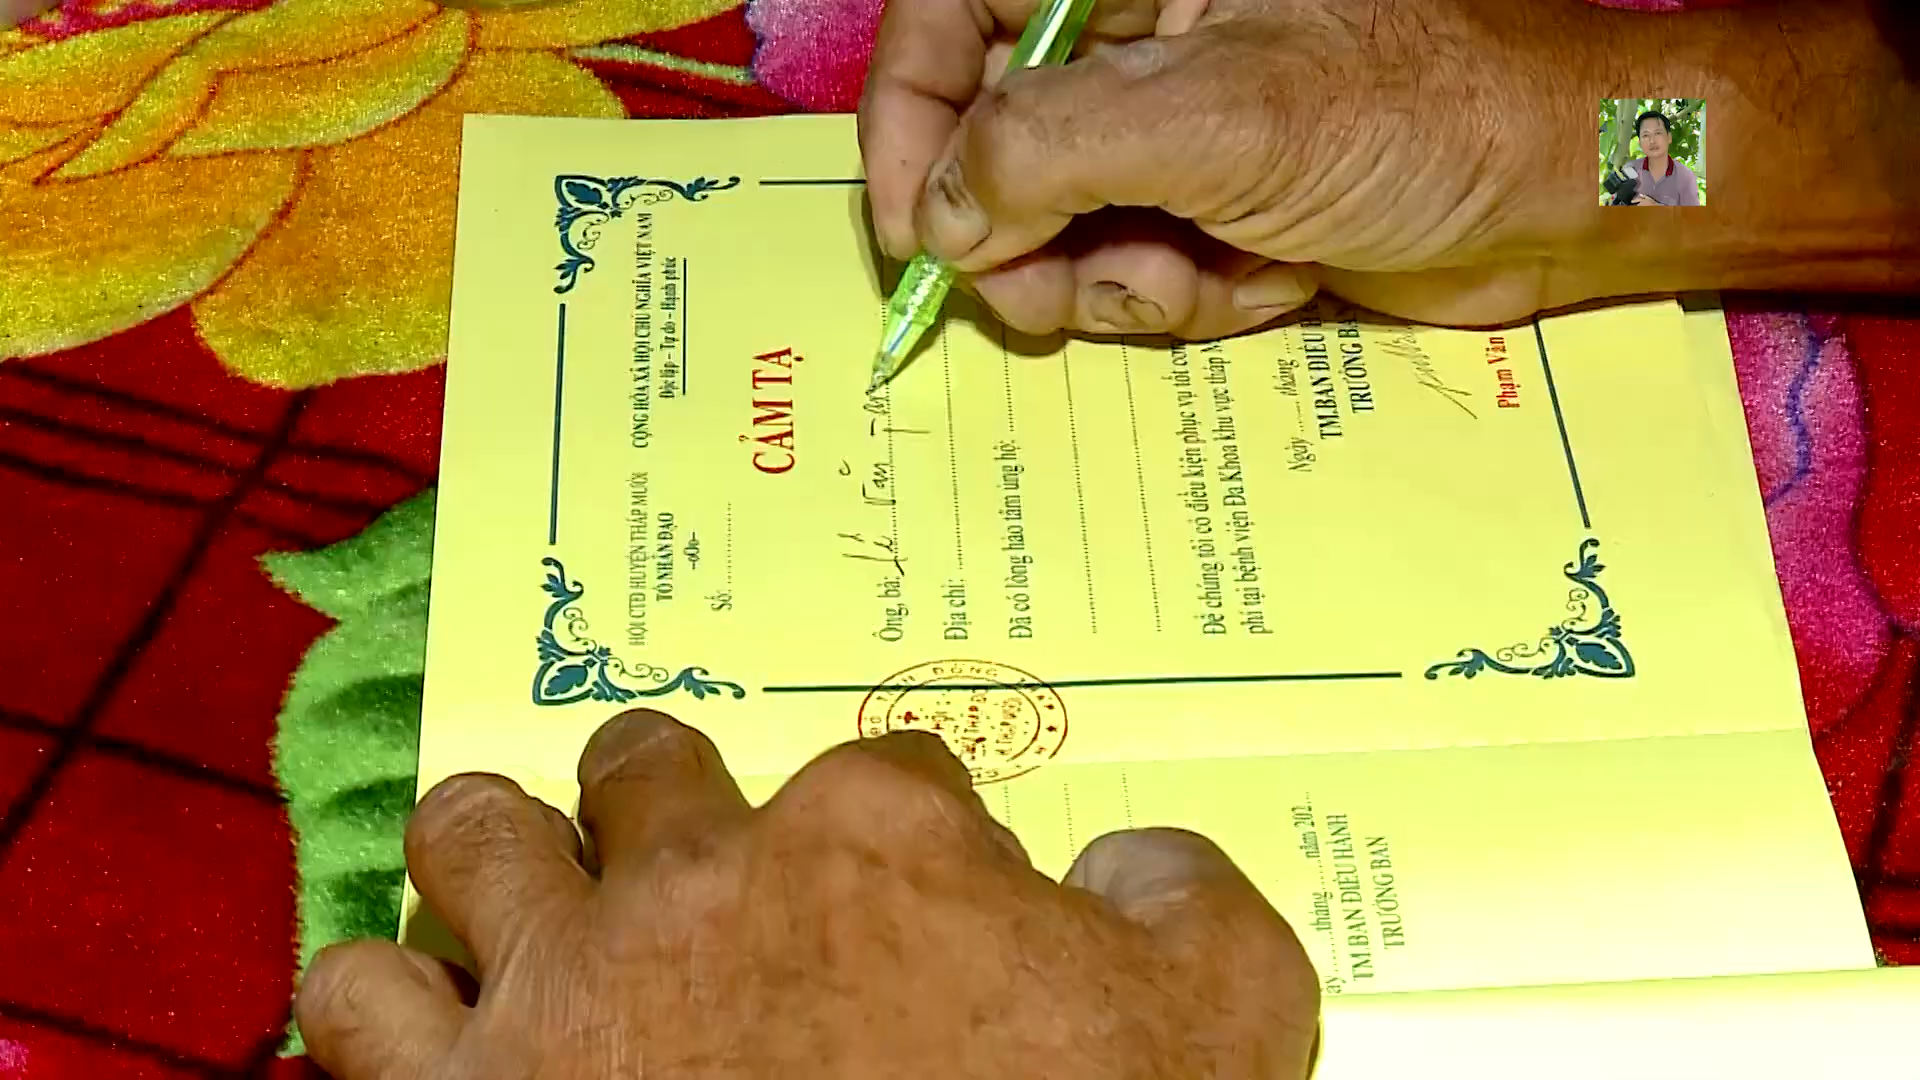 HỘI CTĐ HUYỆN THÁP MƯỜI
TỔ NHÂN ĐẠO
-o0o-
Số:
CỘNG HÒA XÃ HỘI CHỦ NGHĨA VIỆT NAM
Độc lập - Tự do - Hạnh phúc
CẢM TẠ
Ông, bà: Lê Văn
Địa chỉ:
Đã có lòng hảo tâm ủng hộ:
Để chúng tôi có điều kiện phục vụ tốt
phí tại bệnh viện Đa Khoa khu vực tháp
Ngày ...... tháng
TM.BAN ĐIỀU
TRƯỞNG
Phạm Văn
tháng......năm 202...
TM.BAN ĐIỀU HÀNH
TRƯỞNG BAN